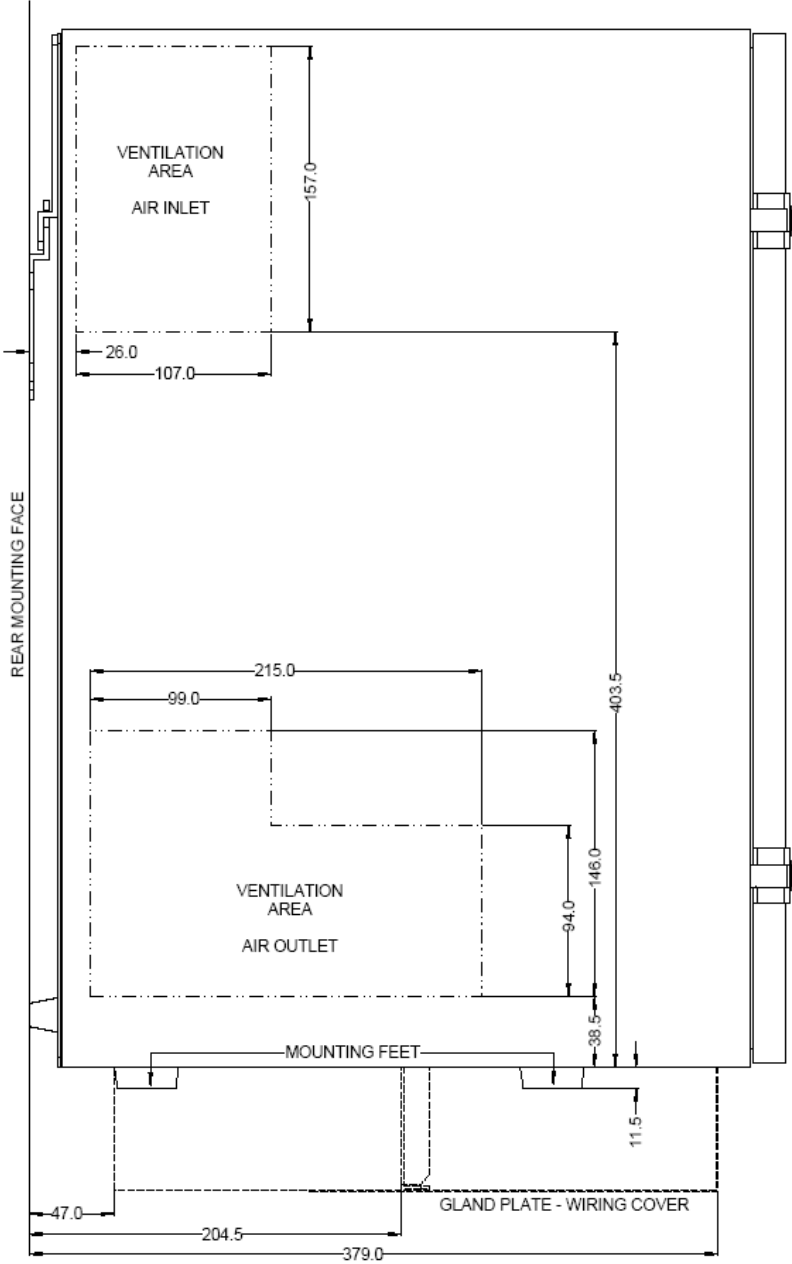 VENTILATION
AREA
AIR INLET
157.0
26.0
107.0
REAR MOUNTING FACE
215.0
99.0
403.5
146.0
94.0
VENTILATION
AREA
AIR OUTLET
38.5
MOUNTING FEET
11.5
47.0
GLAND PLATE - WIRING COVER
204.5
379.0